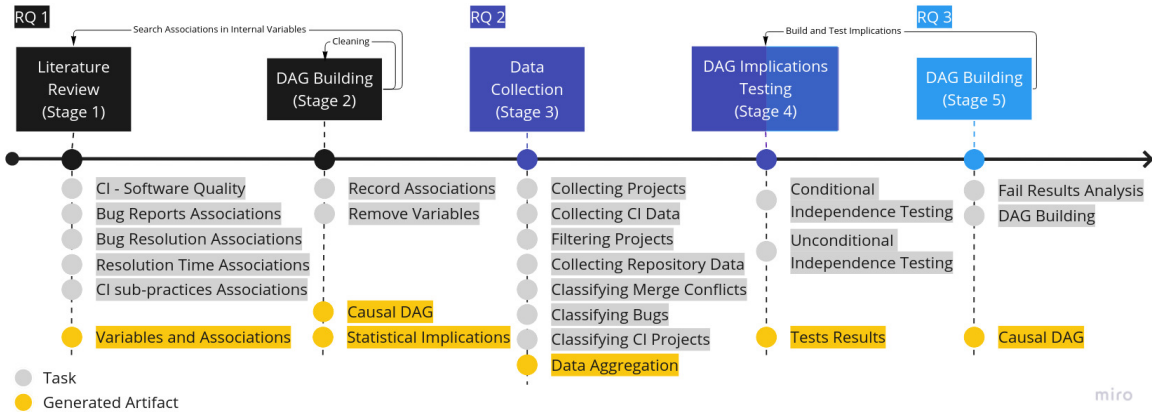 RQ 1
RQ 2
RQ 3
Search Associations in Internal Variables
Cleaning
Build and Test Implications
Literature
Review
(Stage 1)
DAG Building
(Stage 2)
Data
Collection
(Stage 3)
DAG Implications
Testing
(Stage 4)
DAG Building
(Stage 5)
CI - Software Quality
Bug Reports Associations
Bug Resolution Associations
Resolution Time Associations
CI sub-practices Associations
Variables and Associations
Record Associations
Remove Variables
Causal DAG
Statistical Implications
Collecting Projects
Collecting CI Data
Filtering Projects
Collecting Repository Data
Classifying Merge Conflicts
Classifying Bugs
Classifying CI Projects
Data Aggregation
Conditional
Independence Testing
Unconditional
Independence Testing
Tests Results
Fail Results Analysis
DAG Building
Causal DAG
Task
Generated Artifact
miro